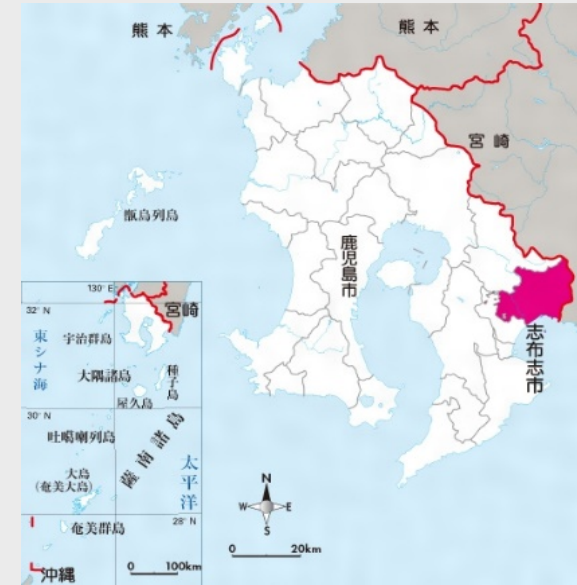 熊本
熊本
宮崎
甑島列島
鹿児島市
志布志市
130° E
32° N
宮崎
東シナ海
宇治群島
大隅諸島
種子島
屋久島
30° N
吐噶喇列島
薩南諸島
太平洋
大島
(奄美大島)
28° N
奄美群島
沖縄
0 100km
N
W E
S
0 20km